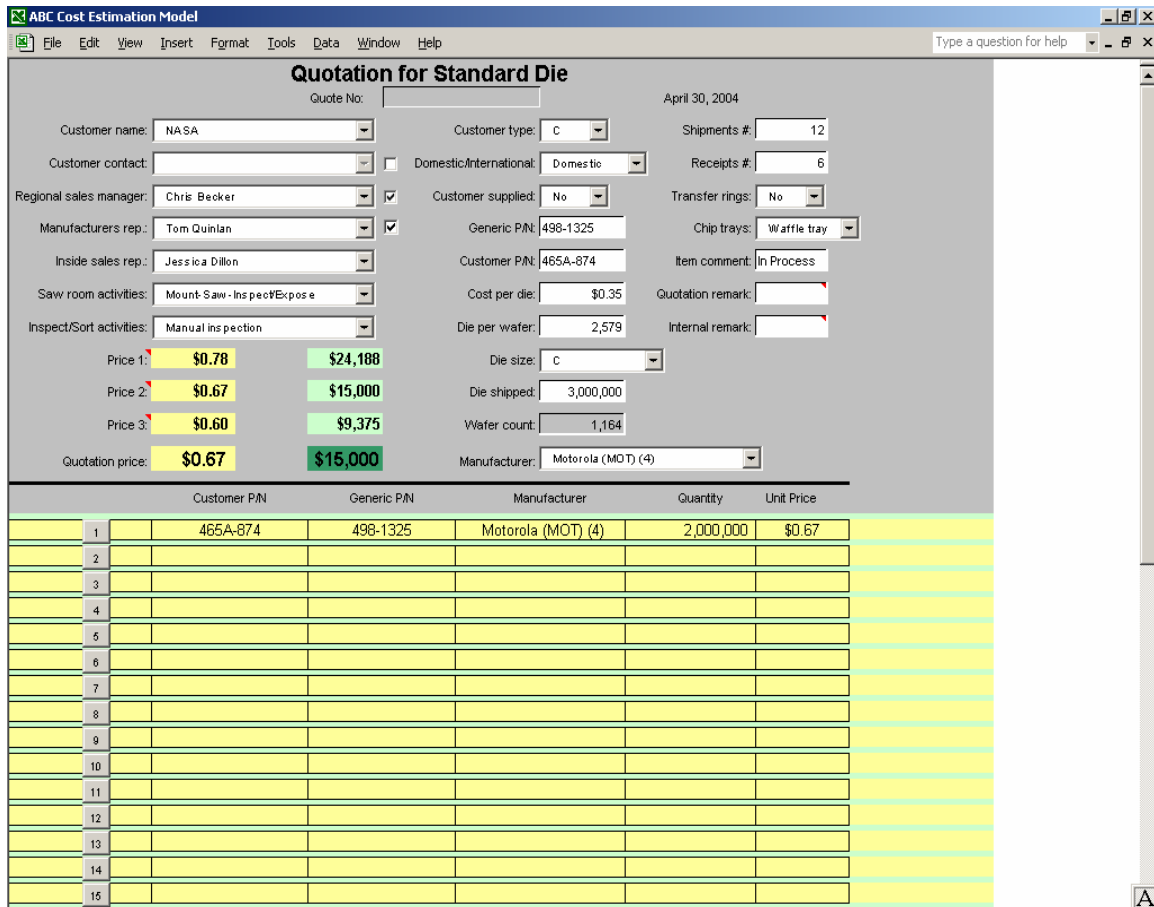 ABC Cost Estimation Model
File Edit View Insert Format Tools Data Window Help Type a question for help
Quotation for Standard Die
Quote No: April 30, 2004
Customer name: NASA Customer type: C Shipments #: 12
Customer contact: Domestic/International: Domestic Receipts #: 6
Regional sales manager: Chris Becker Customer supplied: No Transfer rings: No
Manufacturers rep.: Tom Quinlan Generic P/N: 498-1325 Chip trays: Waffle tray
Inside sales rep.: Jessica Dillon Customer P/N: 465A-874 Item comment: In Process
Saw room activities: Mount-Saw-Inspect/Expose Cost per die: $0.35 Quotation remark:
Inspect/Sort activities: Manual inspection Die per wafer: 2,579 Internal remark:
Price 1: $0.78 $24,188 Die size: C
Price 2: $0.67 $15,000 Die shipped: 3,000,000
Price 3: $0.60 $9,375 Wafer count: 1,164
Quotation price: $0.67 $15,000 Manufacturer: Motorola (MOT) (4)
Customer P/N Generic P/N Manufacturer Quantity Unit Price
1 465A-874 498-1325 Motorola (MOT) (4) 2,000,000 $0.67
2
3
4
5
6
7
8
9
10
11
12
13
14
15
A